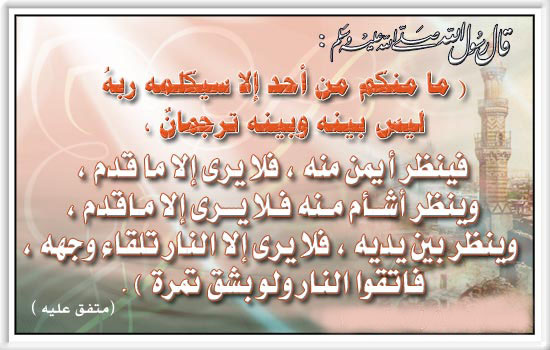 قال رسول الله صلى الله عليه وسلم :
( ما منكم من أحد إلا سيكلمه ربهُ
ليس بينه وبينه ترجمانٌ ،
فينظر أيمن منه ، فلا يرى إلا ما قدم ،
وينظر أشأم منه فلا يرى إلا ماقدم ،
وينظر بين يديه ، فلا يرى إلا النار تلقاء وجهه ،
فاتقوا النار ولو بشق تمرة ) .
( متفق عليه )